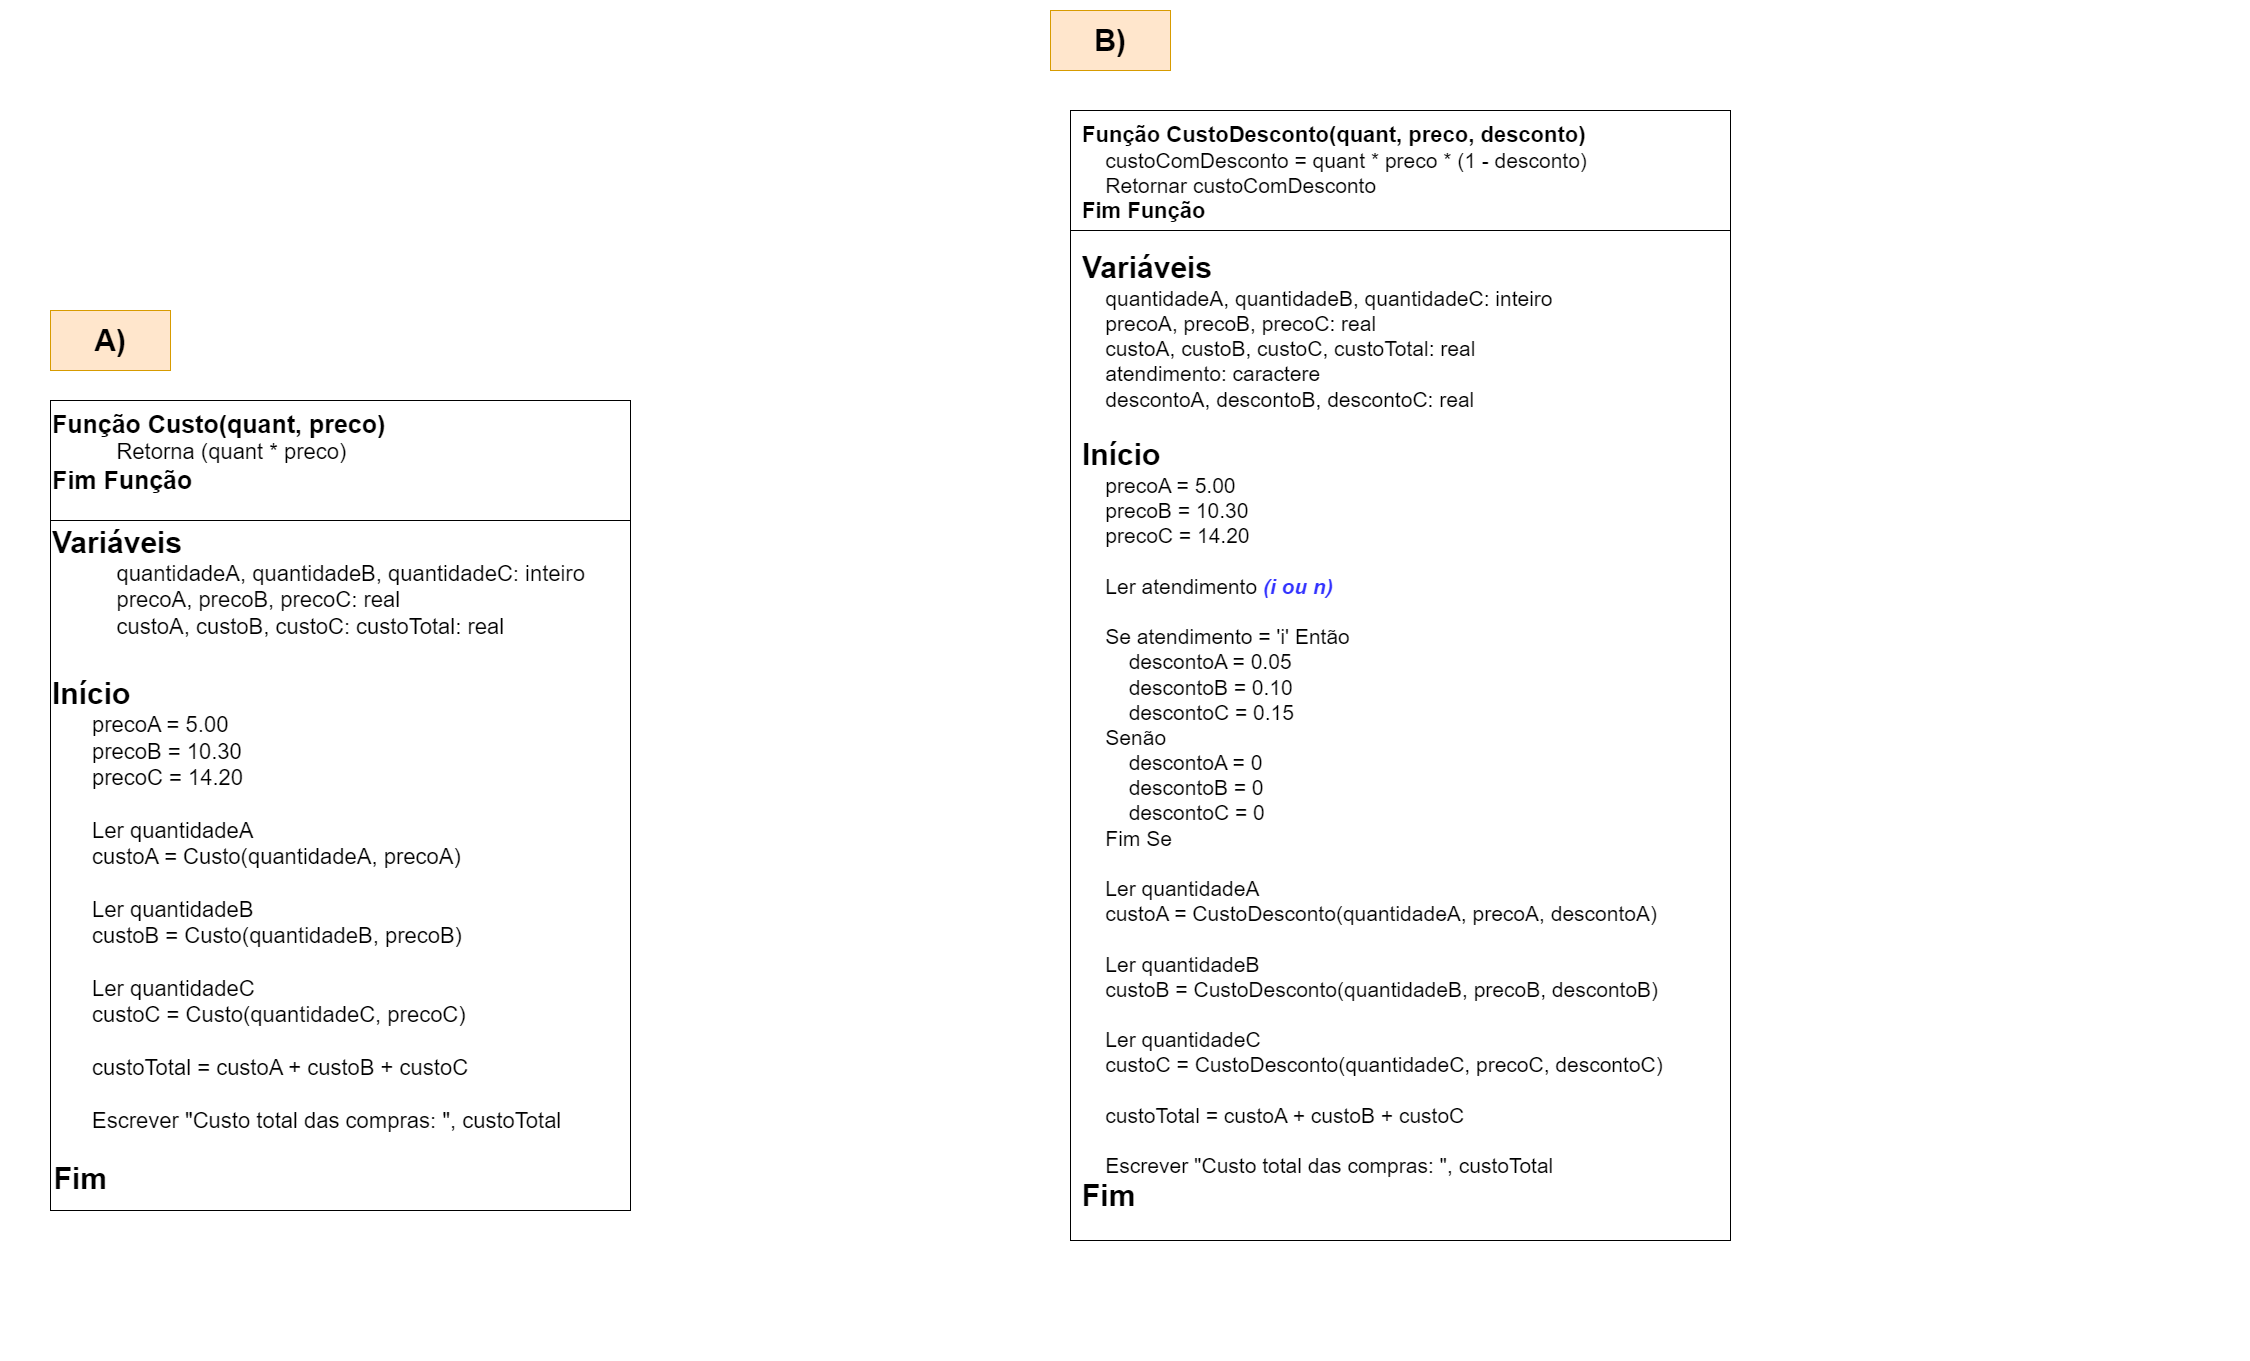 A)
Função Custo(quant, preco)
Retorna (quant * preco)
Fim Função
Variáveis
quantidadeA, quantidadeB, quantidadeC: inteiro
precoA, precoB, precoC: real
custoA, custoB, custoC: custoTotal: real
Início
precoA = 5.00
precoB = 10.30
precoC = 14.20
Ler quantidadeA
custoA = Custo(quantidadeA, precoA)
Ler quantidadeB
custoB = Custo(quantidadeB, precoB)
Ler quantidadeC
custoC = Custo(quantidadeC, precoC)
custoTotal = custoA + custoB + custoC
Escrever "Custo total das compras: ", custoTotal
Fim
B)
Função CustoDesconto(quant, preco, desconto)
custoComDesconto = quant * preco * (1 - desconto)
Retornar custoComDesconto
Fim Função
Variáveis
quantidadeA, quantidadeB, quantidadeC: inteiro
precoA, precoB, precoC: real
custoA, custoB, custoC, custoTotal: real
atendimento: caractere
descontoA, descontoB, descontoC: real
Início
precoA = 5.00
precoB = 10.30
precoC = 14.20
Ler atendimento (i ou n)
Se atendimento = 'i' Então
descontoA = 0.05
descontoB = 0.10
descontoC = 0.15
Senão
descontoA = 0
descontoB = 0
descontoC = 0
Fim Se
Ler quantidadeA
custoA = CustoDesconto(quantidadeA, precoA, descontoA)
Ler quantidadeB
custoB = CustoDesconto(quantidadeB, precoB, descontoB)
Ler quantidadeC
custoC = CustoDesconto(quantidadeC, precoC, descontoC)
custoTotal = custoA + custoB + custoC
Escrever "Custo total das compras: ", custoTotal
Fim